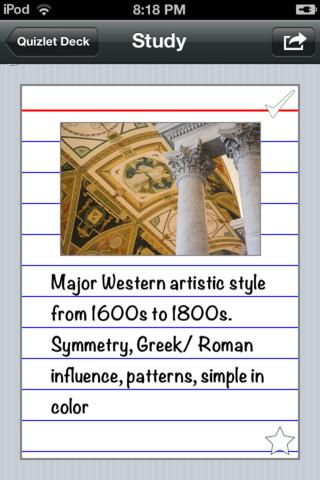 iPod 8:18 PM
Quizlet Deck Study
Major Western artistic style
from 1600s to 1800s.
Symmetry, Greek/ Roman
influence, patterns, simple in
color